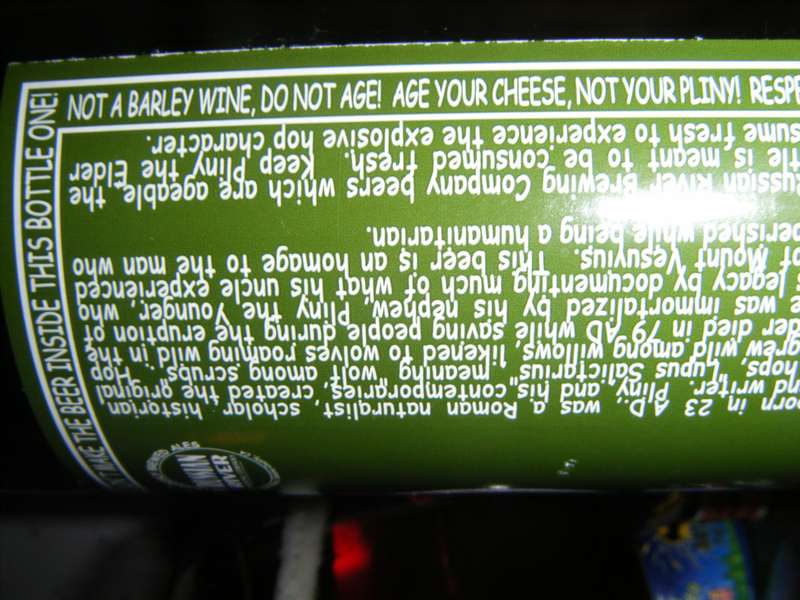 NOT A BARLEY WINE, DO NOT AGE! AGE YOUR CHEESE, NOT YOUR PLINY! RESPE
MAKE THE BEER INSIDE THIS BOTTLE ONE!
orn in 23 A.D. was a Roman naturalist, scholar, historian
nd writer. Pliny, and his contemporaries, created the original
hops, "Lupus Salictarius", meaning "wolf among scrubs". Hop
grew wild among willows, likened to wolves roaming wild in the
der died in 79 AD while saving people during the eruption of
e was immortalized by his nephew, Pliny the Younger, who
s legacy by documenting much of what his uncle experienced
of Mount Vesuvius. This beer is an homage to the man who
perished while being a humanitarian.
ussian River Brewing Company beers which are ageable, the
tle is meant to be consumed fresh. Keep Pliny the Elder
sume fresh to experience the explosive hop character.